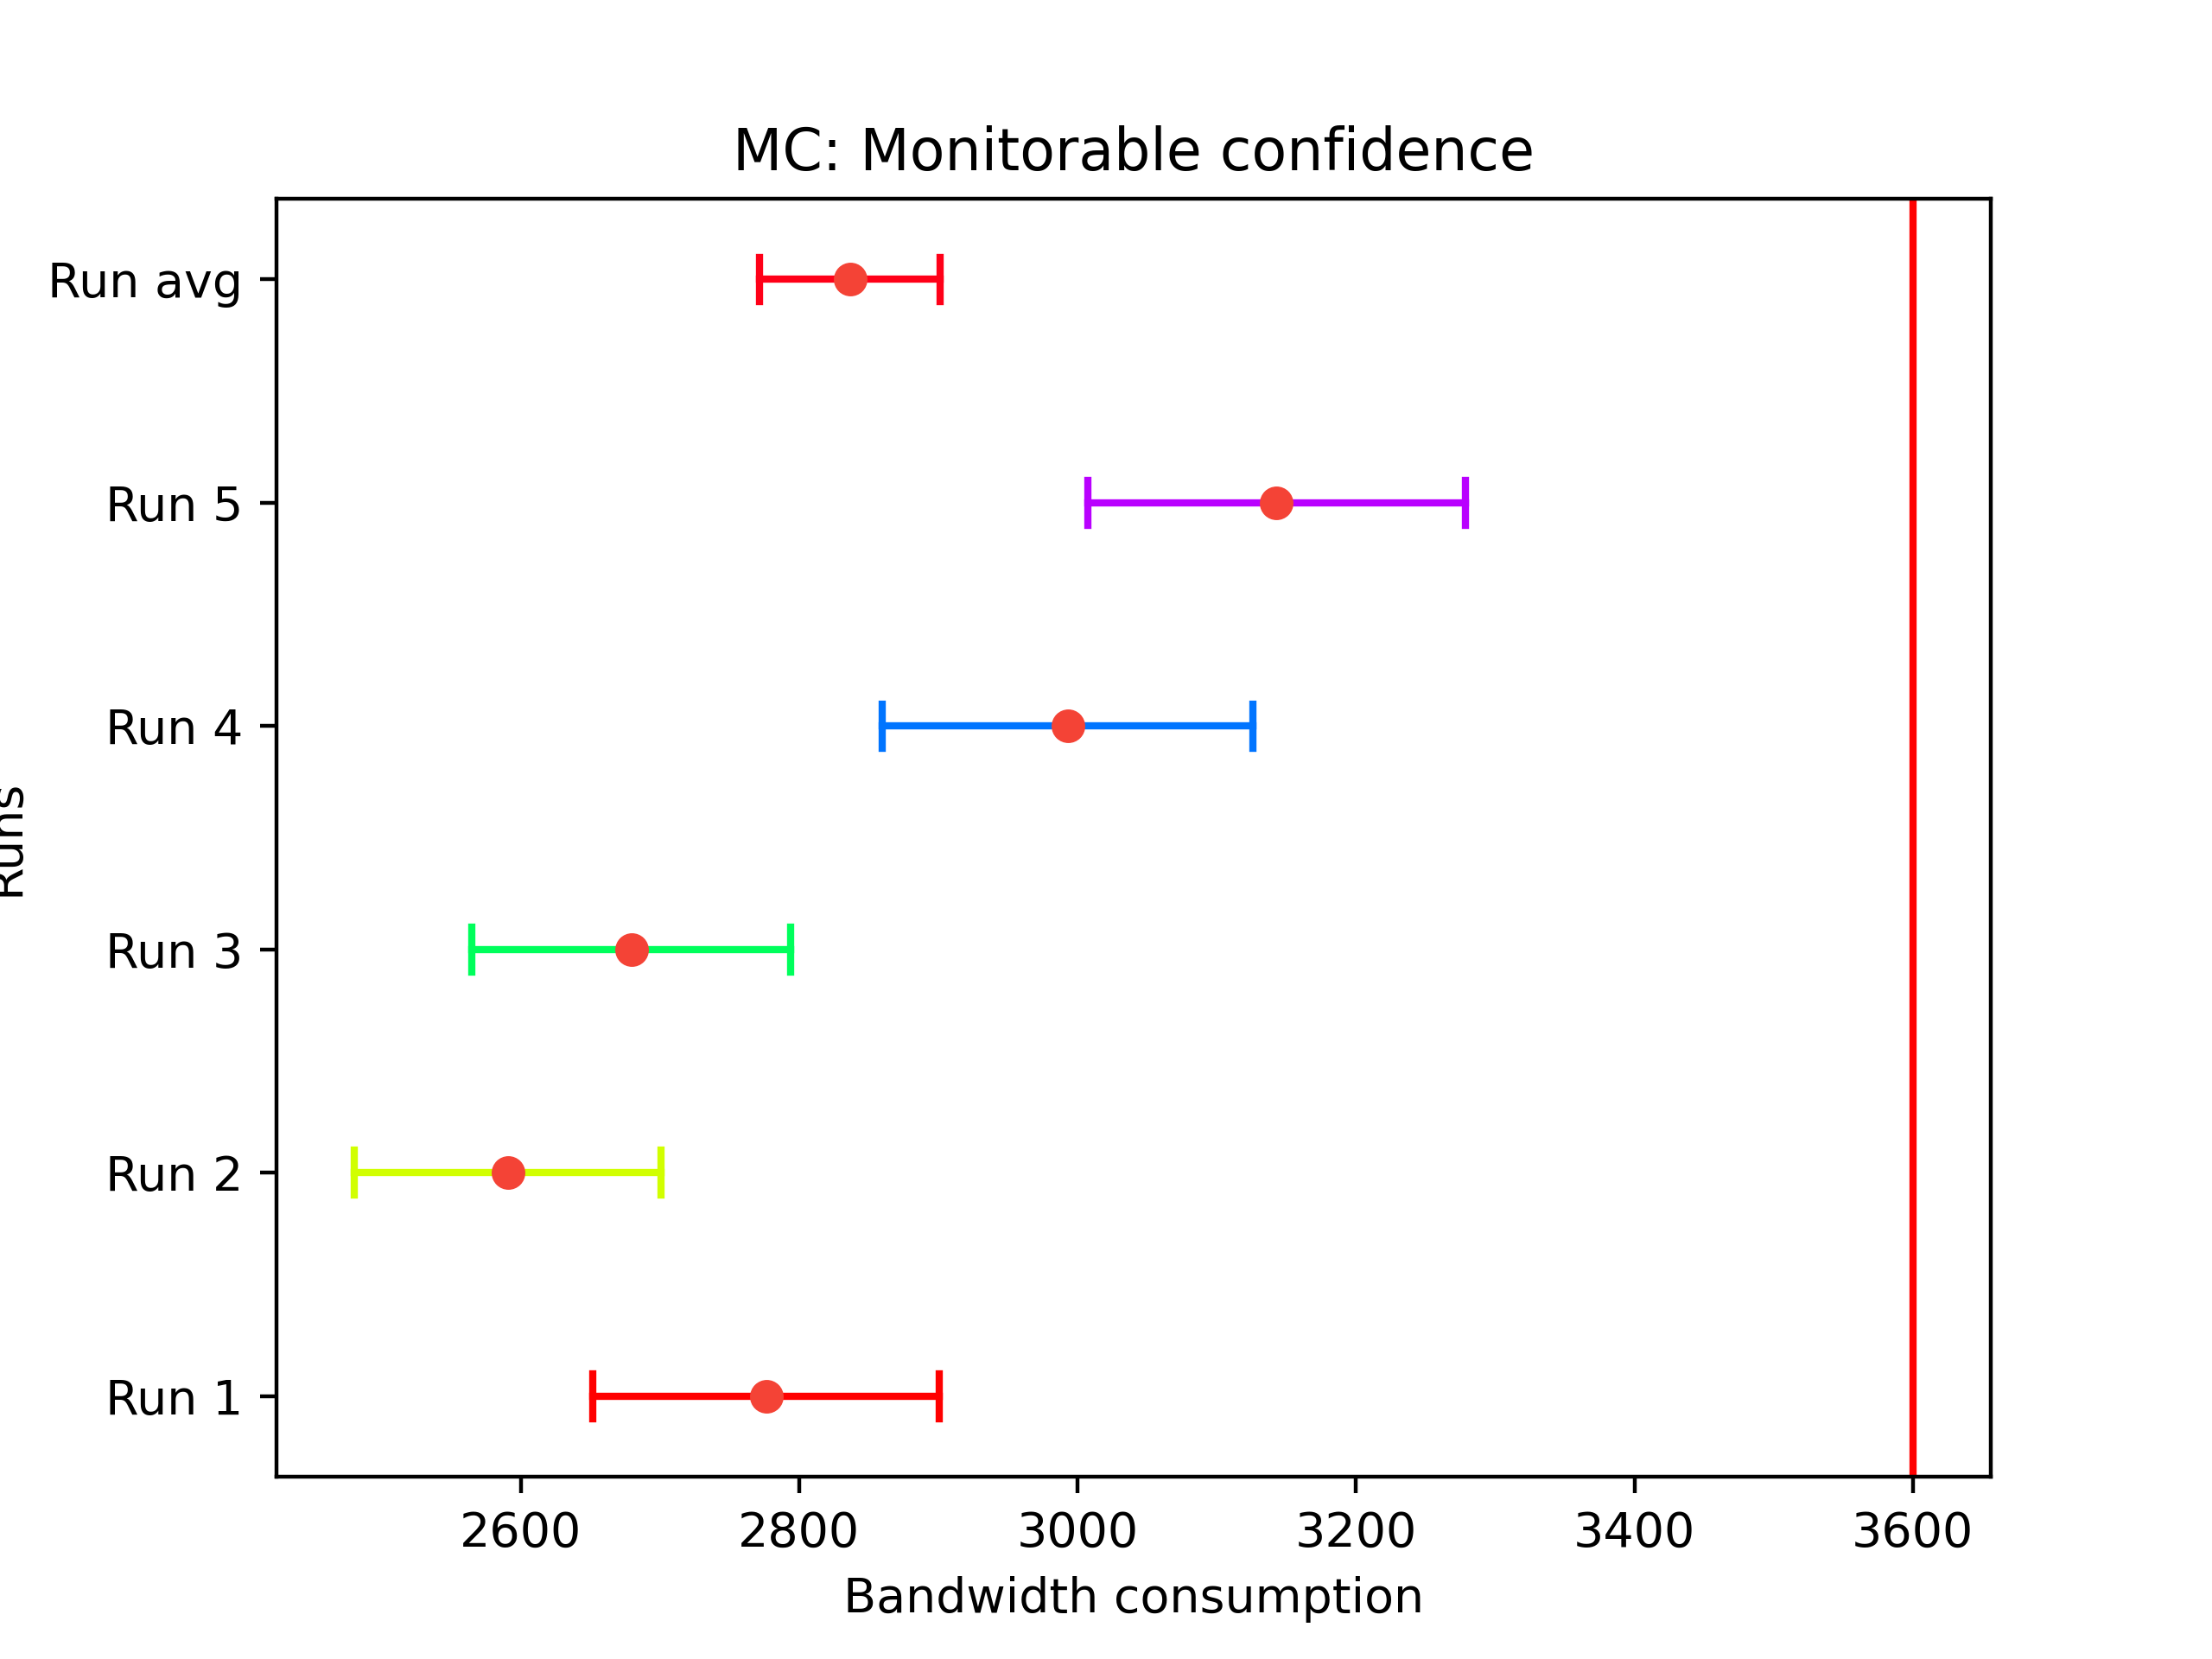 MC: Monitorable confidence
Run avg
Run 5
Run 4
Run 3
Run 2
Run 1
Runs
2600 2800 3000 3200 3400 3600
Bandwidth consumption